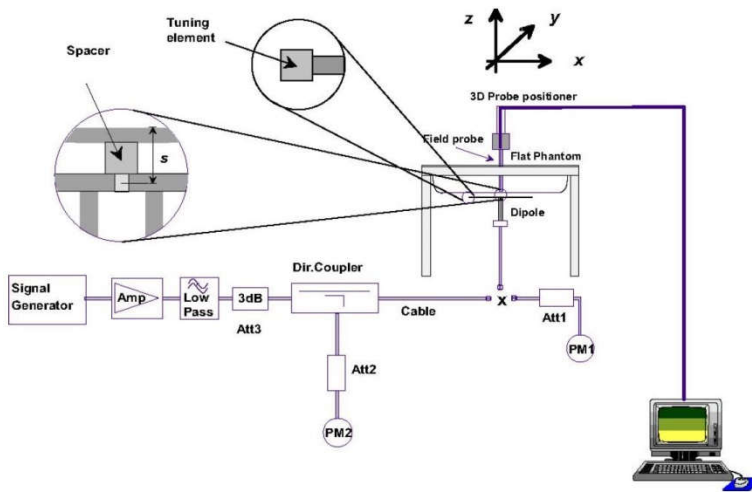 Tuning
element
Spacer
s
z
y
x
3D Probe positioner
Field probe
Flat Phantom
Dipole
Signal
Generator
Amp
Low
Pass
3dB
Att3
Dir.Coupler
Cable
X
Att1
PM1
Att2
PM2